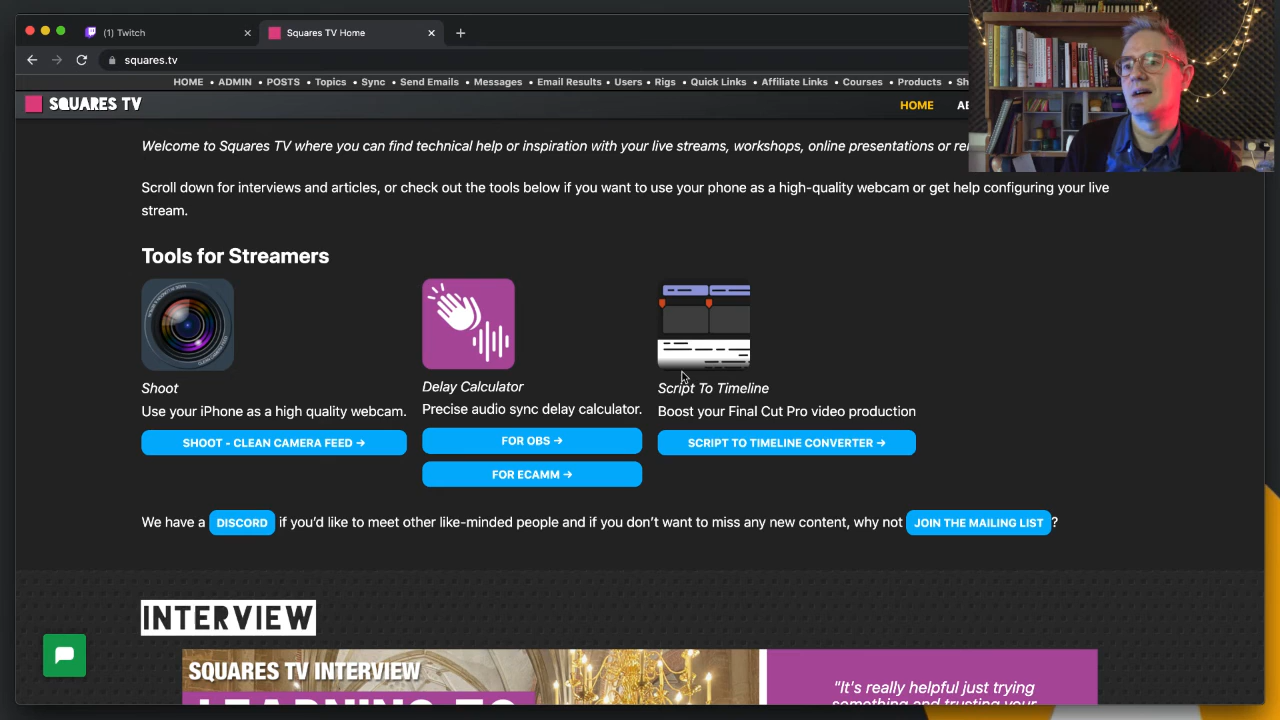 (1) Twitch
Squares TV Home
squares.tv
HOME • ADMIN • POSTS • Topics • Sync • Send Emails • Messages • Email Results • Users • Rigs • Quick Links • Affiliate Links • Courses • Products •
SQUARES TV
HOME
Welcome to Squares TV where you can find technical help or inspiration with your live streams, workshops, online presentations or
Scroll down for interviews and articles, or check out the tools below if you want to use your phone as a high-quality webcam or get help configuring your live
stream.
Tools for Streamers
Shoot
Use your iPhone as a high quality webcam.
SHOOT - CLEAN CAMERA FEED →
Delay Calculator
Precise audio sync delay calculator.
FOR OBS →
FOR ECAMM →
Script To Timeline
Boost your Final Cut Pro video production
SCRIPT TO TIMELINE CONVERTER →
We have a DISCORD if you'd like to meet other like-minded people and if you don't want to miss any new content, why not JOIN THE MAILING LIST ?
INTERVIEW
SQUARES TV INTERVIEW
LEARNING TO
"It's really helpful just trying
something and trusting your